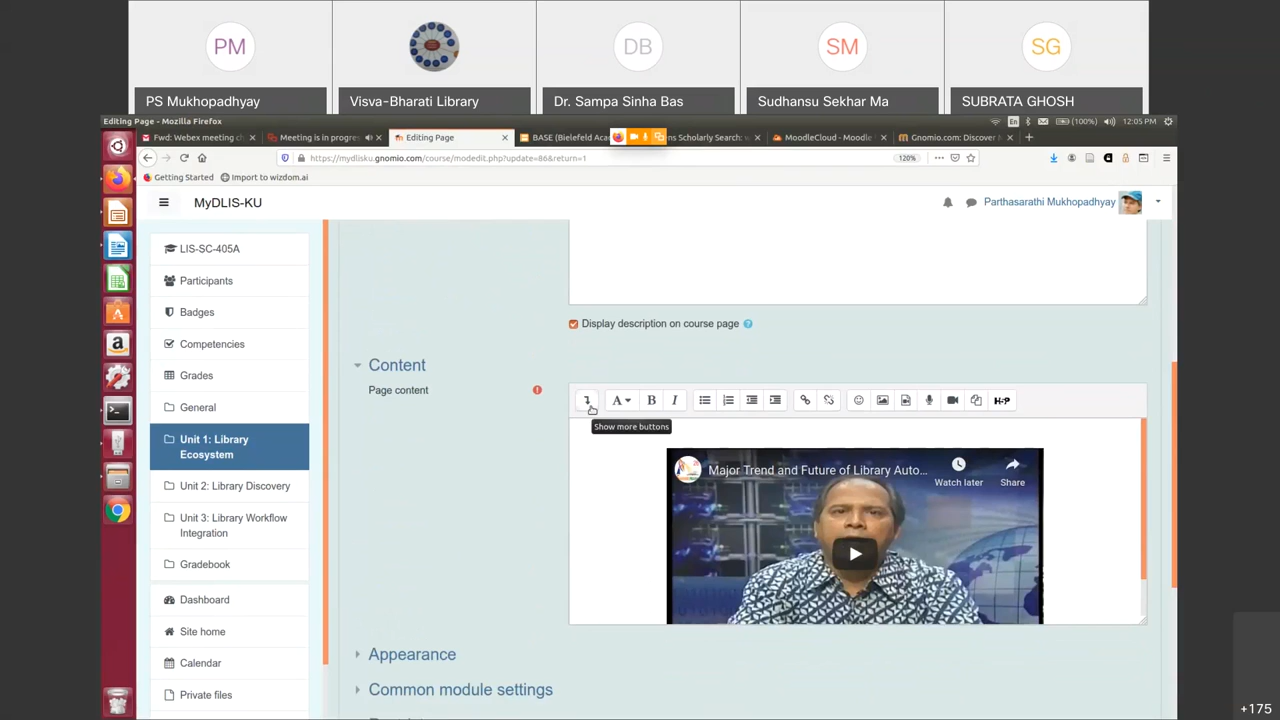 PM
DB
SM
SG
PS Mukhopadhyay
Visva-Bharati Library
Dr. Sampa Sinha Bas
Sudhansu Sekhar Ma
SUBRATA GHOSH
Editing Page - Mozilla Firefox
12:05 PM
(100%)
En
Fwd: Webex meeting c
Meeting is in progres
Editing Page
BASE (Bielefeld Aca
ns Scholarly Search: w
MoodleCloud - Moodle
Gnomio.com: Discover M
https://mydlisku.gnomio.com/course/modedit.php?update=86&return=1
120%
Getting Started
Import to wizdom.ai
MyDLIS-KU
Parthasarathi Mukhopadhyay
LIS-SC-405A
Participants
Badges
Competencies
Grades
General
Unit 1: Library
Ecosystem
Unit 2: Library Discovery
Unit 3: Library Workflow
Integration
Gradebook
Dashboard
Site home
Calendar
Private files
Display description on course page
Content
Page content
A B I
H-P
Show more buttons
Major Trend and Future of Library Auto...
Watch later
Share
Appearance
Common module settings
+175